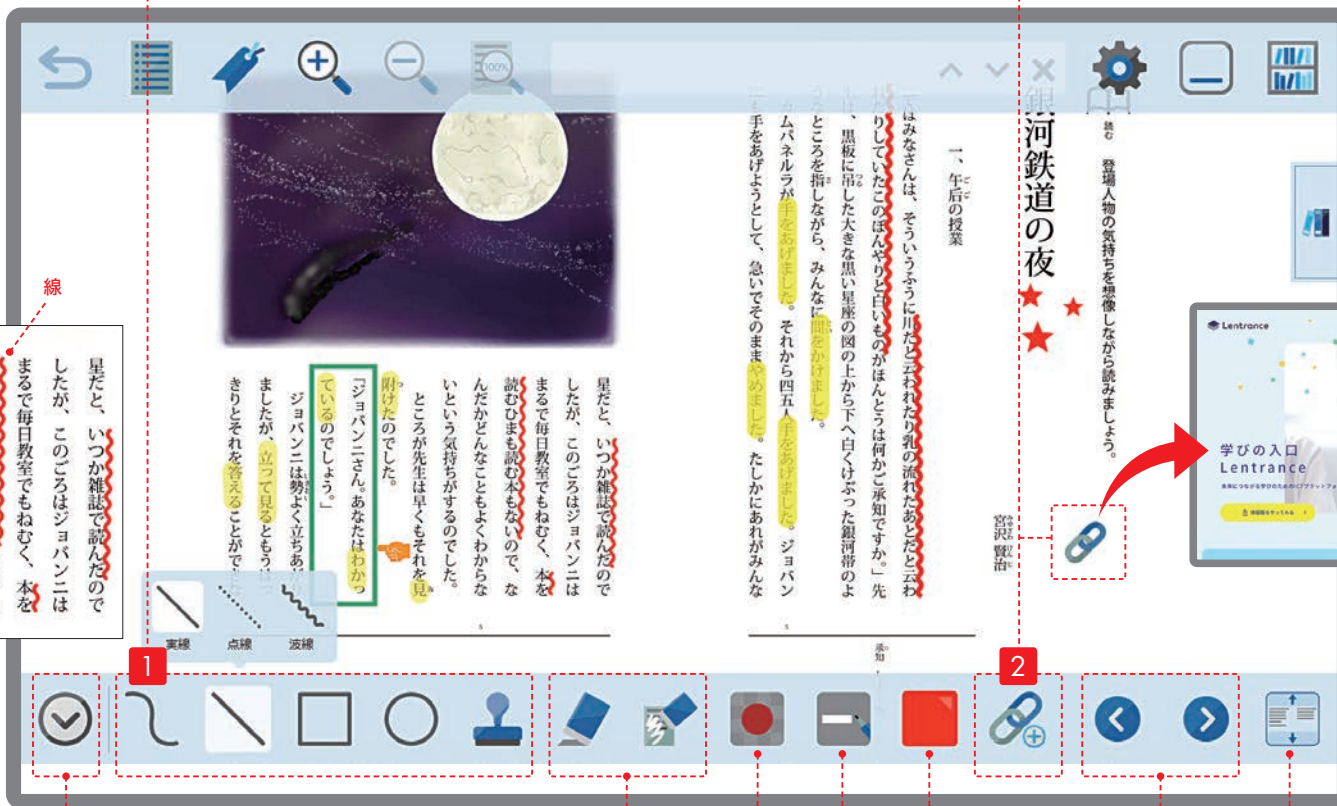 100%
読む 登場人物の気持ちを想像しながら読みましょう。
銀河鉄道の夜
宮沢 賢治
みやざわ けんじ
一、午后の授業
ごご
はみなさんは、そういうふうに川だと云われたり乳の流れたあとだと云わ
れたりしていたこのぼんやりと白いものがほんとうは何かご承知ですか。」先
は、黒板に吊した大きな黒い星座の図の上から下へ白くけぶった銀河帯のよ
うなところを指しながら、みんなに問をかけました。
カムパネルラが手をあげました。それから四五人手をあげました。ジョバン
も手をあげようとして、急いでそのままやめました。たしかにあれがみんな
5
承知
星だと、いつか雑誌で読んだので
したが、このごろはジョバンニは
まるで毎日教室でもねむく、本を
読むひまも読む本もないので、な
んだかどんなこともよくわからな
いという気持ちがするのでした。
ところが先生は早くもそれを見
附けたのでした。
「ジョバンニさん。あなたはわかっ
ているのでしょう。」
ジョバンニは勢よく立ちあが
ましたが、立って見るともう
きりとそれを答えることがで
5
線
星だと、いつか雑誌で読んだので
したが、このごろはジョバンニは
まるで毎日教室でもねむく、本を
Lentrance
学びの入口
Lentrance
実線
点線
波線
1
2